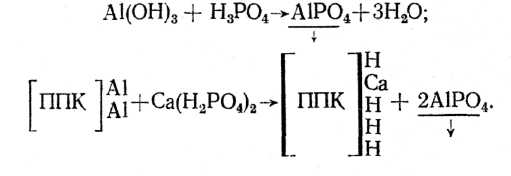 Al(OH)₃ + H₃PO₄→AlPO₄+3H₂O;
↓
[ППК]Al Al+Ca(H₂PO₄)₂→[ППК]H Ca H H H + 2AlPO₄.
↓